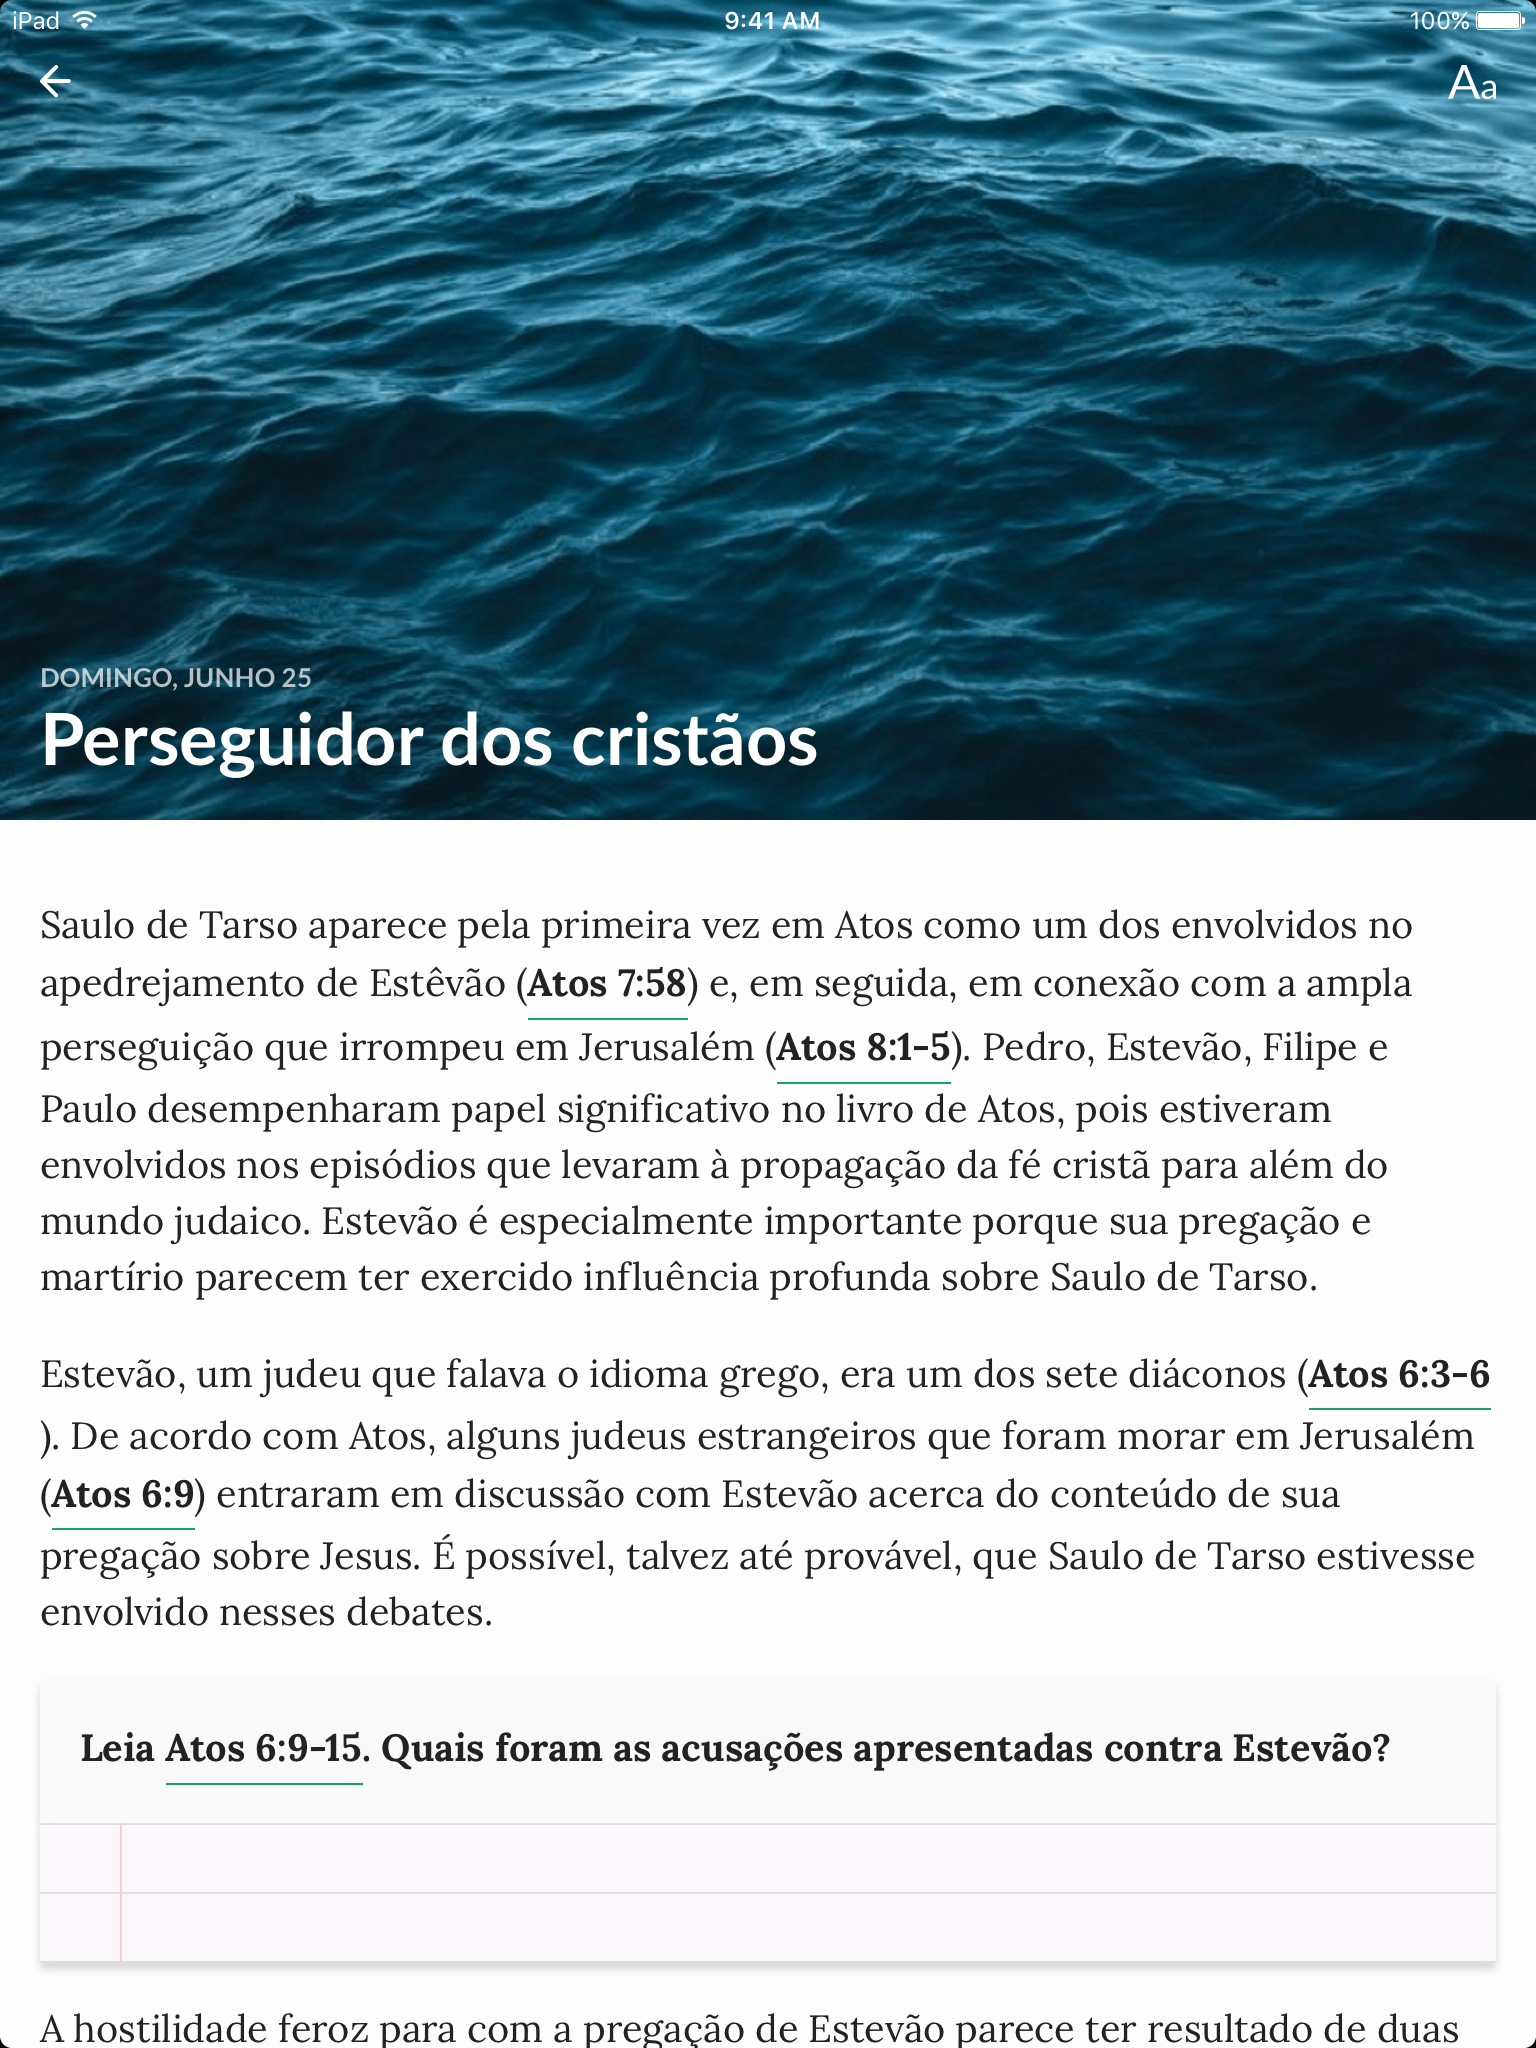 iPad
9:41 AM
100%
Aa
DOMINGO, JUNHO 25
Perseguidor dos cristãos
Saulo de Tarso aparece pela primeira vez em Atos como um dos envolvidos no
apedrejamento de Estêvão (Atos 7:58) e, em seguida, em conexão com a ampla
perseguição que irrompeu em Jerusalém (Atos 8:1-5). Pedro, Estevão, Filipe e
Paulo desempenharam papel significativo no livro de Atos, pois estiveram
envolvidos nos episódios que levaram à propagação da fé cristã para além do
mundo judaico. Estevão é especialmente importante porque sua pregação e
martírio parecem ter exercido influência profunda sobre Saulo de Tarso.
Estevão, um judeu que falava o idioma grego, era um dos sete diáconos (Atos 6:3-6
). De acordo com Atos, alguns judeus estrangeiros que foram morar em Jerusalém
(Atos 6:9) entraram em discussão com Estevão acerca do conteúdo de sua
pregação sobre Jesus. É possível, talvez até provável, que Saulo de Tarso estivesse
envolvido nesses debates.
Leia Atos 6:9-15. Quais foram as acusações apresentadas contra Estevão?
A hostilidade feroz para com a pregação de Estevão parece ter resultado de duas